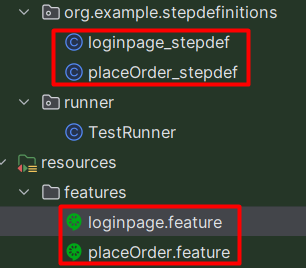 org.example.stepdefinitions
loginpage_stepdef
placeOrder_stepdef
runner
TestRunner
resources
features
loginpage.feature
placeOrder.feature